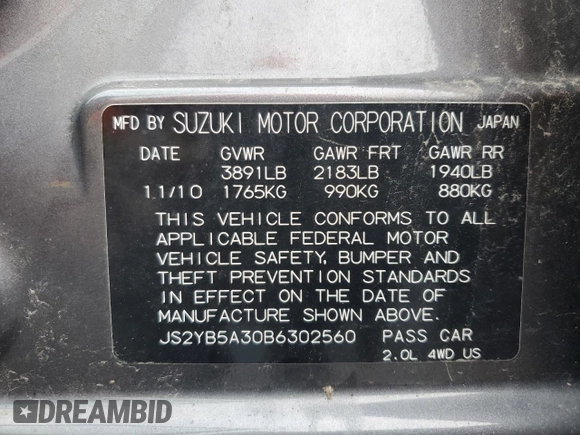 MFD BY SUZUKI MOTOR CORPORATION JAPAN
DATE GVWR GAWR FRT GAWR RR
3891LB 2183LB 1940LB
11/10 1765KG 990KG 880KG
THIS VEHICLE CONFORMS TO ALL
APPLICABLE FEDERAL MOTOR
VEHICLE SAFETY, BUMPER AND
THEFT PREVENTION STANDARDS
IN EFFECT ON THE DATE OF
MANUFACTURE SHOWN ABOVE.
JS2YB5A30B6302560 PASS CAR
2.0L 4WD US
DREAMBID